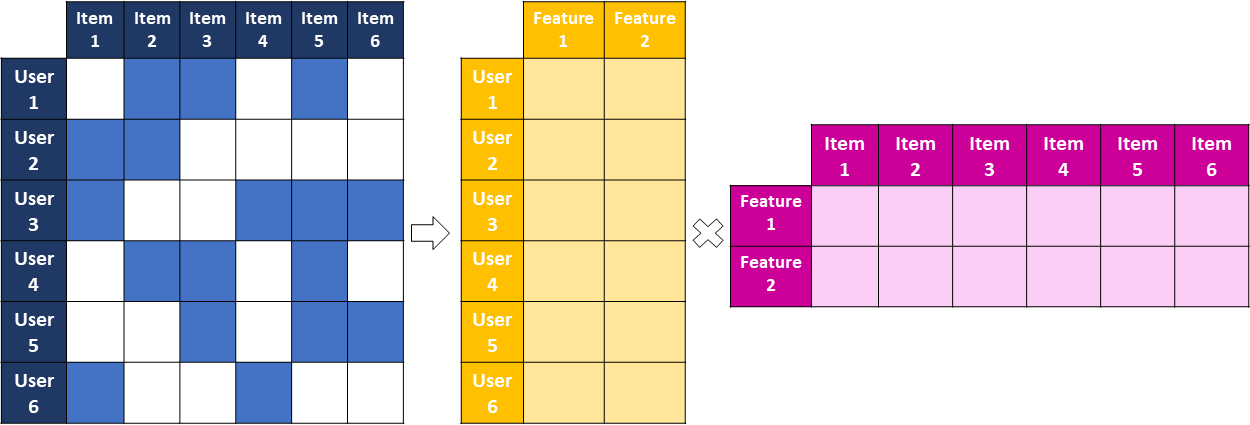 Item 1 Item 2 Item 3 Item 4 Item 5 Item 6
User 1
User 2
User 3
User 4
User 5
User 6
Feature 1 Feature 2
User 1
User 2
User 3
User 4
User 5
User 6
Item 1 Item 2 Item 3 Item 4 Item 5 Item 6
Feature 1
Feature 2